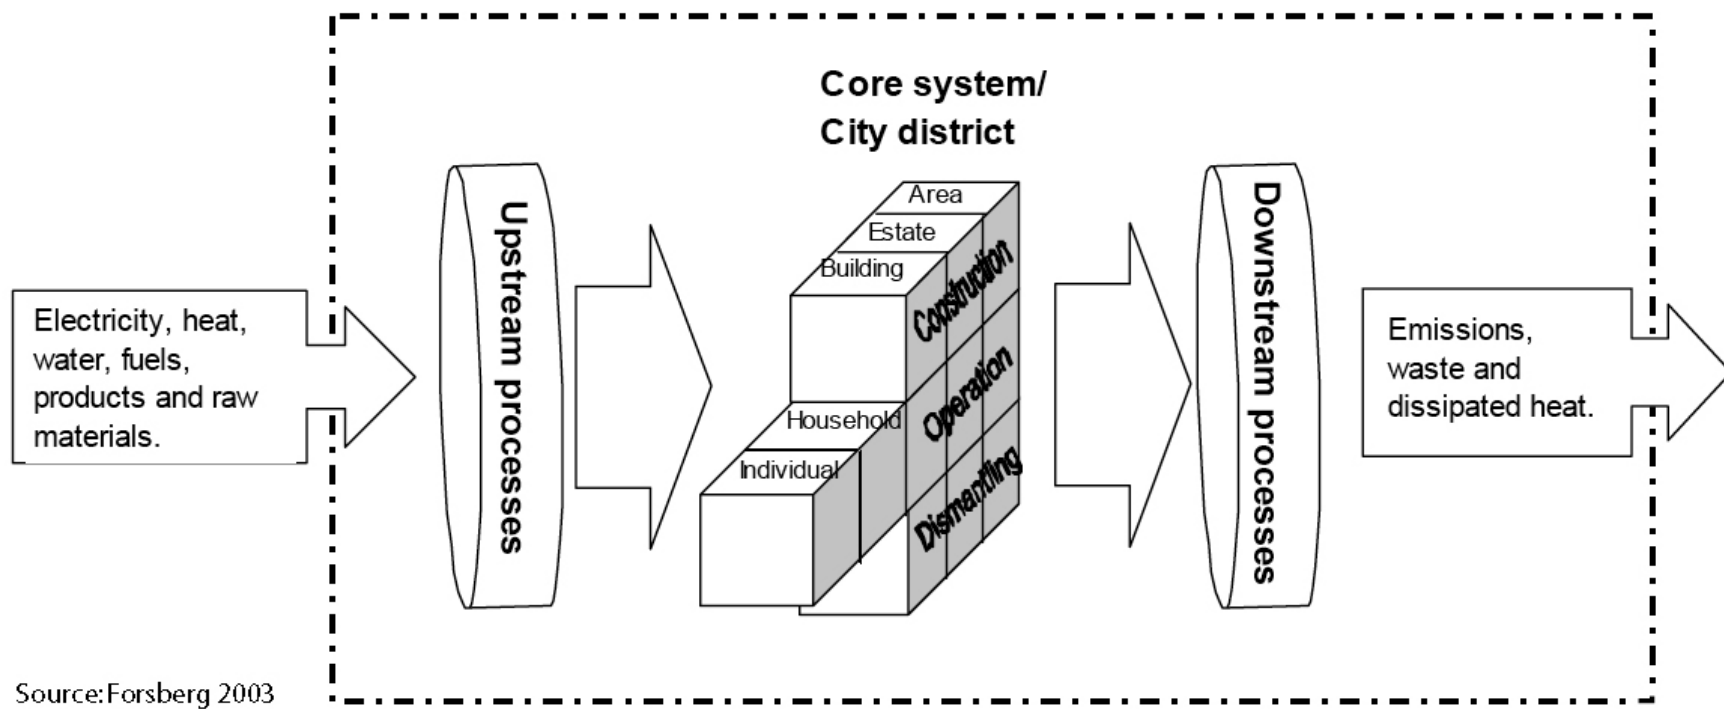 Core system/
City district
Electricity, heat,
water, fuels,
products and raw
materials.
Upstream processes
Area
Estate
Building
Household
Individual
Construction
Operation
Dismantling
Downstream processes
Emissions,
waste and
dissipated heat.
Source:Forsberg 2003